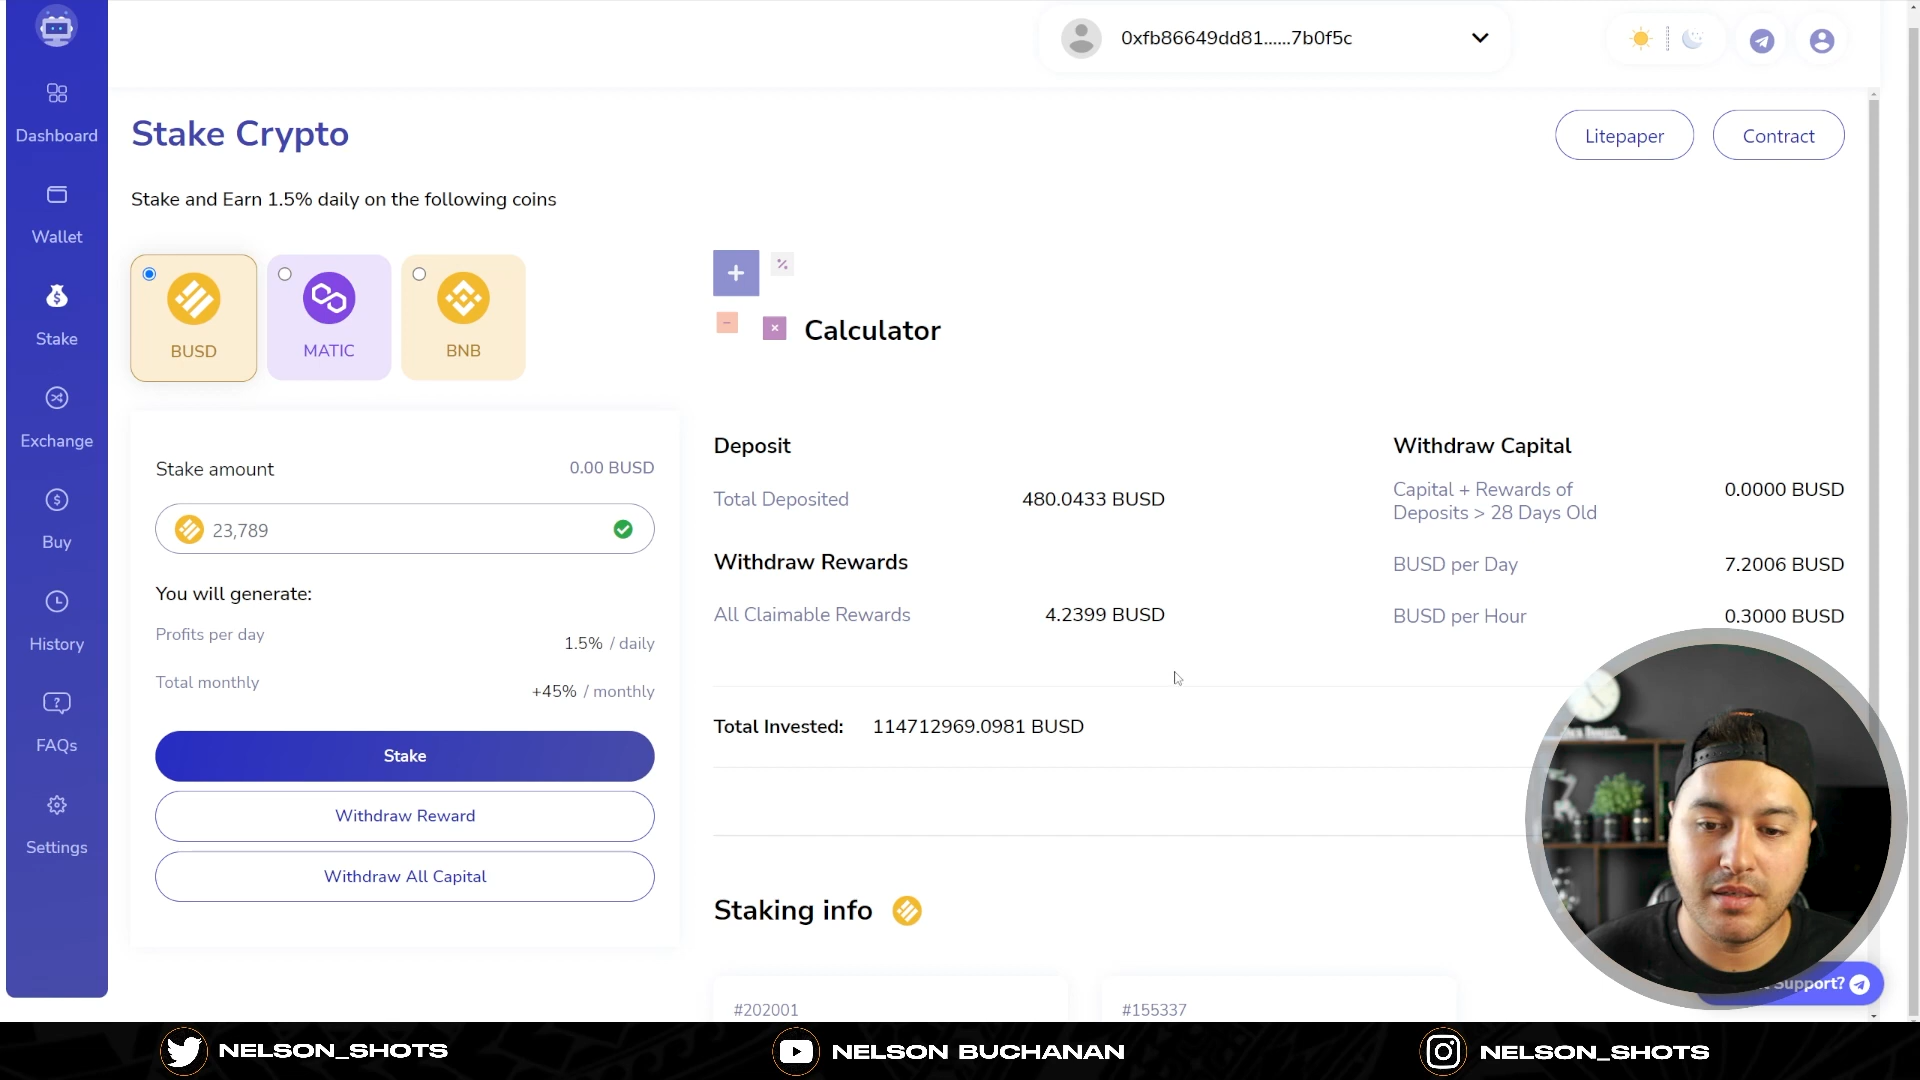 0xfb86649dd81......7b0f5c
Dashboard
Wallet
Stake
Exchange
Buy
History
FAQs
Settings
Stake Crypto
Litepaper
Contract
Stake and Earn 1.5% daily on the following coins
BUSD
MATIC
BNB
Calculator
Stake amount
0.00 BUSD
23,789
You will generate:
Profits per day
1.5% / daily
Total monthly
+45% / monthly
Stake
Withdraw Reward
Withdraw All Capital
Deposit
Total Deposited
480.0433 BUSD
Withdraw Rewards
All Claimable Rewards
4.2399 BUSD
Withdraw Capital
Capital + Rewards of
Deposits > 28 Days Old
0.0000 BUSD
BUSD per Day
7.2006 BUSD
BUSD per Hour
0.3000 BUSD
Total Invested: 114712969.0981 BUSD
Staking info
#202001
#155337
Support?
NELSON_SHOTS
NELSON BUCHANAN
NELSON_SHOTS